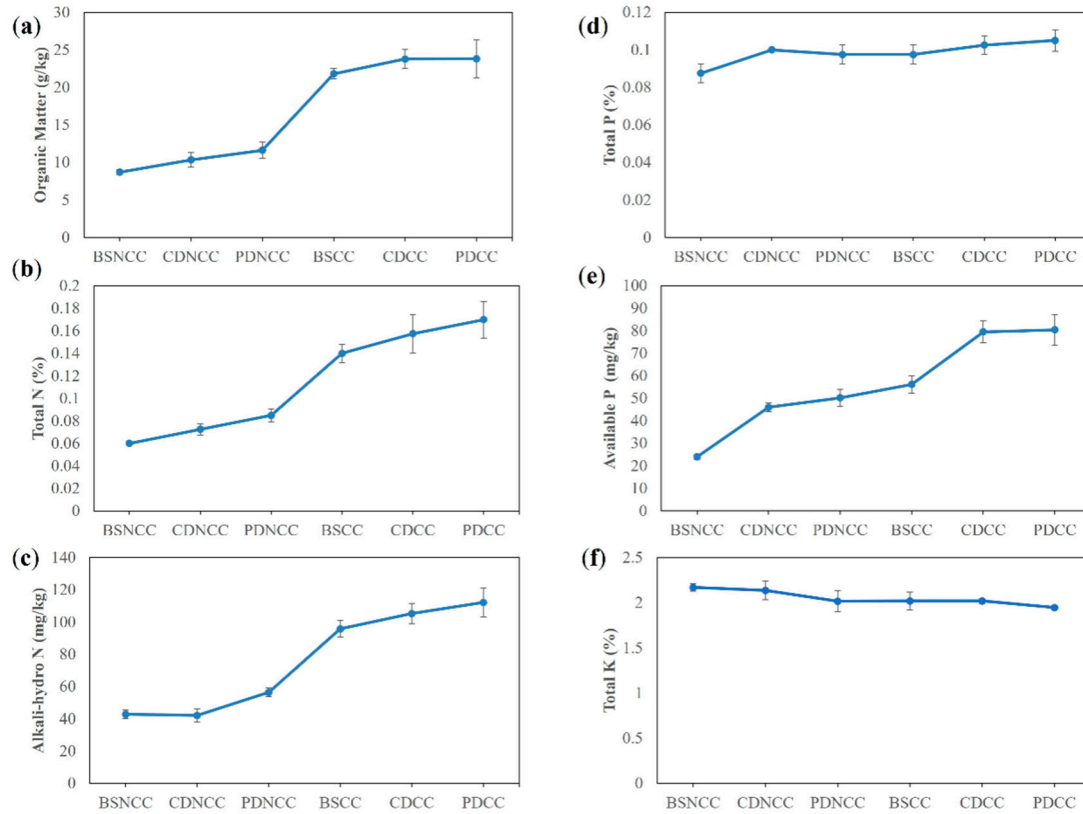 (a)
Organic Matter (g/kg)
30
25
20
15
10
5
0
BSNCC CDNCC PDNCC BSCC CDCC PDCC
(b)
Total N (%)
0.2
0.18
0.16
0.14
0.12
0.1
0.08
0.06
0.04
0.02
0
BSNCC CDNCC PDNCC BSCC CDCC PDCC
(c)
Alkali-hydro N (mg/kg)
140
120
100
80
60
40
20
0
BSNCC CDNCC PDNCC BSCC CDCC PDCC
(d)
Total P (%)
0.12
0.1
0.08
0.06
0.04
0.02
0
BSNCC CDNCC PDNCC BSCC CDCC PDCC
(e)
Available P (mg/kg)
100
90
80
70
60
50
40
30
20
10
0
BSNCC CDNCC PDNCC BSCC CDCC PDCC
(f)
Total K (%)
2.5
2
1.5
1
0.5
0
BSNCC CDNCC PDNCC BSCC CDCC PDCC